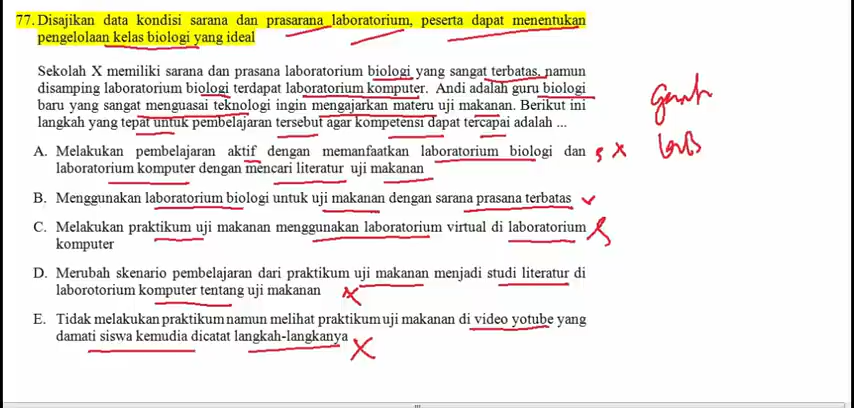 77. Disajikan data kondisi sarana dan prasarana laboratorium, peserta dapat menentukan
pengelolaan kelas biologi yang ideal
Sekolah X memiliki sarana dan prasana laboratorium biologi yang sangat terbatas, namun
disamping laboratorium biologi terdapat laboratorium komputer. Andi adalah guru biologi
baru yang sangat menguasai teknologi ingin mengajarkan materu uji makanan. Berikut ini
langkah yang tepat untuk pembelajaran tersebut agar kompetensi dapat tercapai adalah ...
A. Melakukan pembelajaran aktif dengan memanfaatkan laboratorium biologi dan
laboratorium komputer dengan mencari literatur uji makanan
B. Menggunakan laboratorium biologi untuk uji makanan dengan sarana prasana terbatas
C. Melakukan praktikum uji makanan menggunakan laboratorium virtual di laboratorium
komputer
D. Merubah skenario pembelajaran dari praktikum uji makanan menjadi studi literatur di
laborotorium komputer tentang uji makanan
E. Tidak melakukan praktikum namun melihat praktikum uji makanan di video yotube yang
damati siswa kemudia dicatat langkah-langkanya